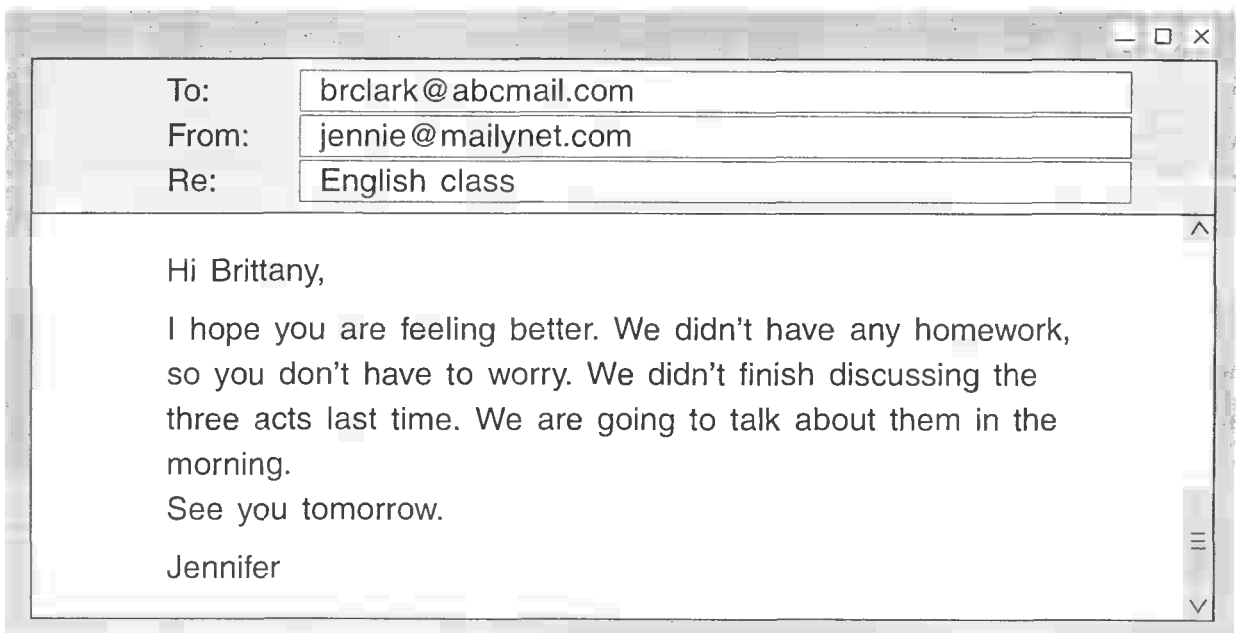 To: brclark@abcmail.com
From: jennie@mailynet.com
Re: English class
Hi Brittany,
I hope you are feeling better. We didn't have any homework,
so you don't have to worry. We didn't finish discussing the
three acts last time. We are going to talk about them in the
morning.
See you tomorrow.
Jennifer